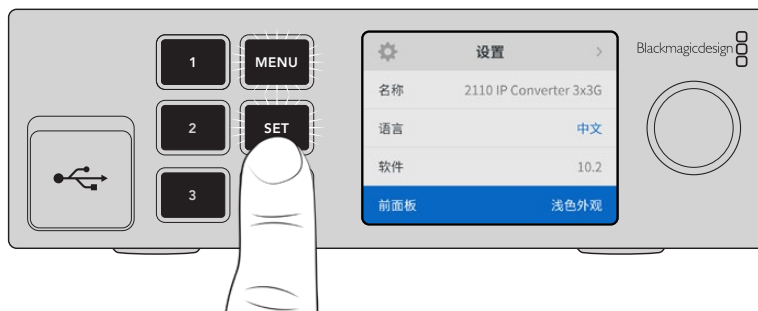 1
MENU
2
SET
3
设置
名称 2110 IP Converter 3x3G
语言 中文
软件 10.2
前面板 浅色外观
Blackmagicdesign